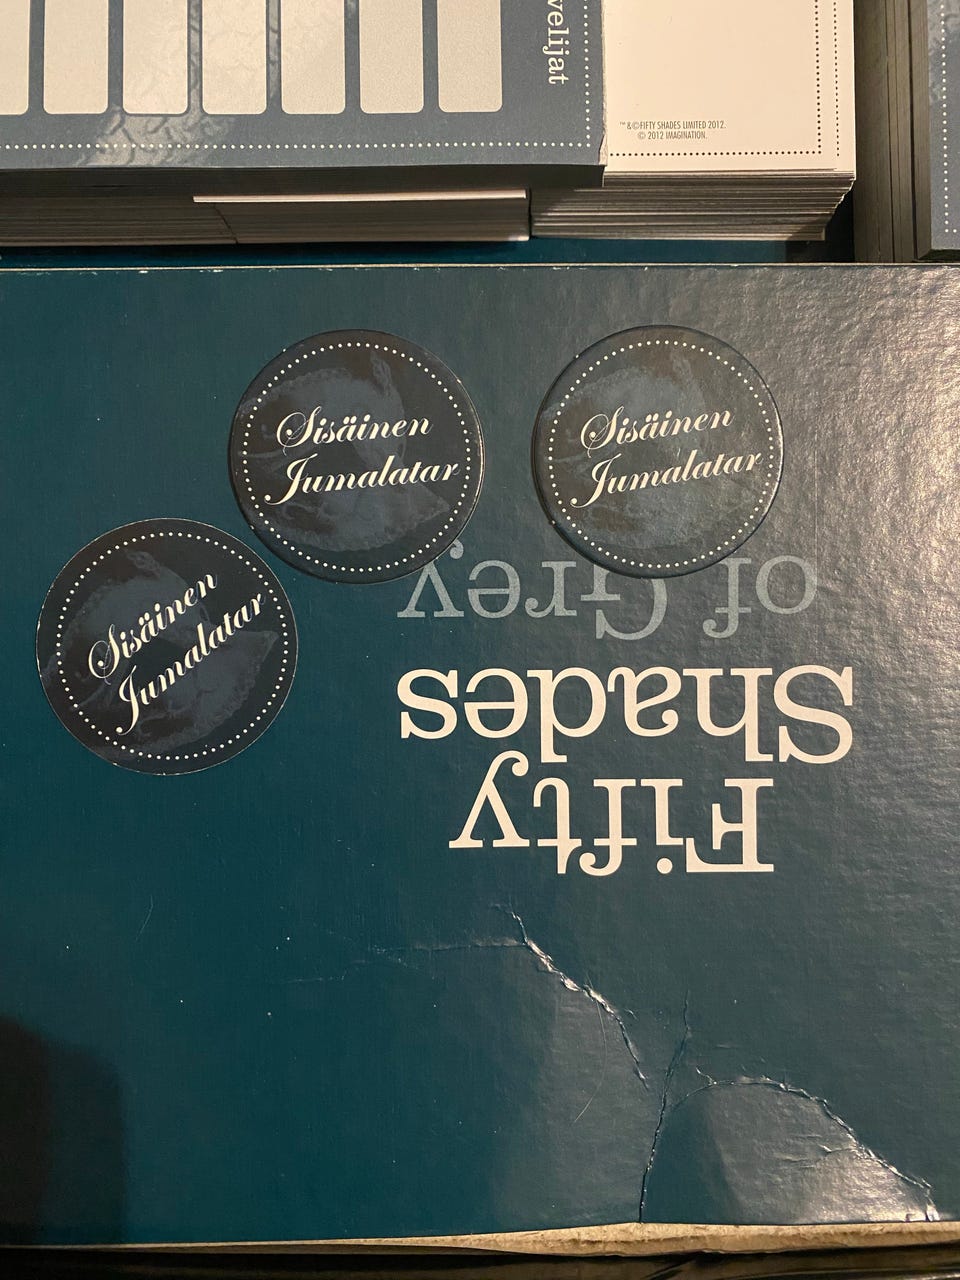 velijat
™ &©FIFTY SHADES LIMITED 2012.
© 2012 IMAGINATION.
Sisäinen
Jumalatar
Sisäinen
Jumalatar
Sisäinen
Jumalatar
Fifty
Shades
of Grey